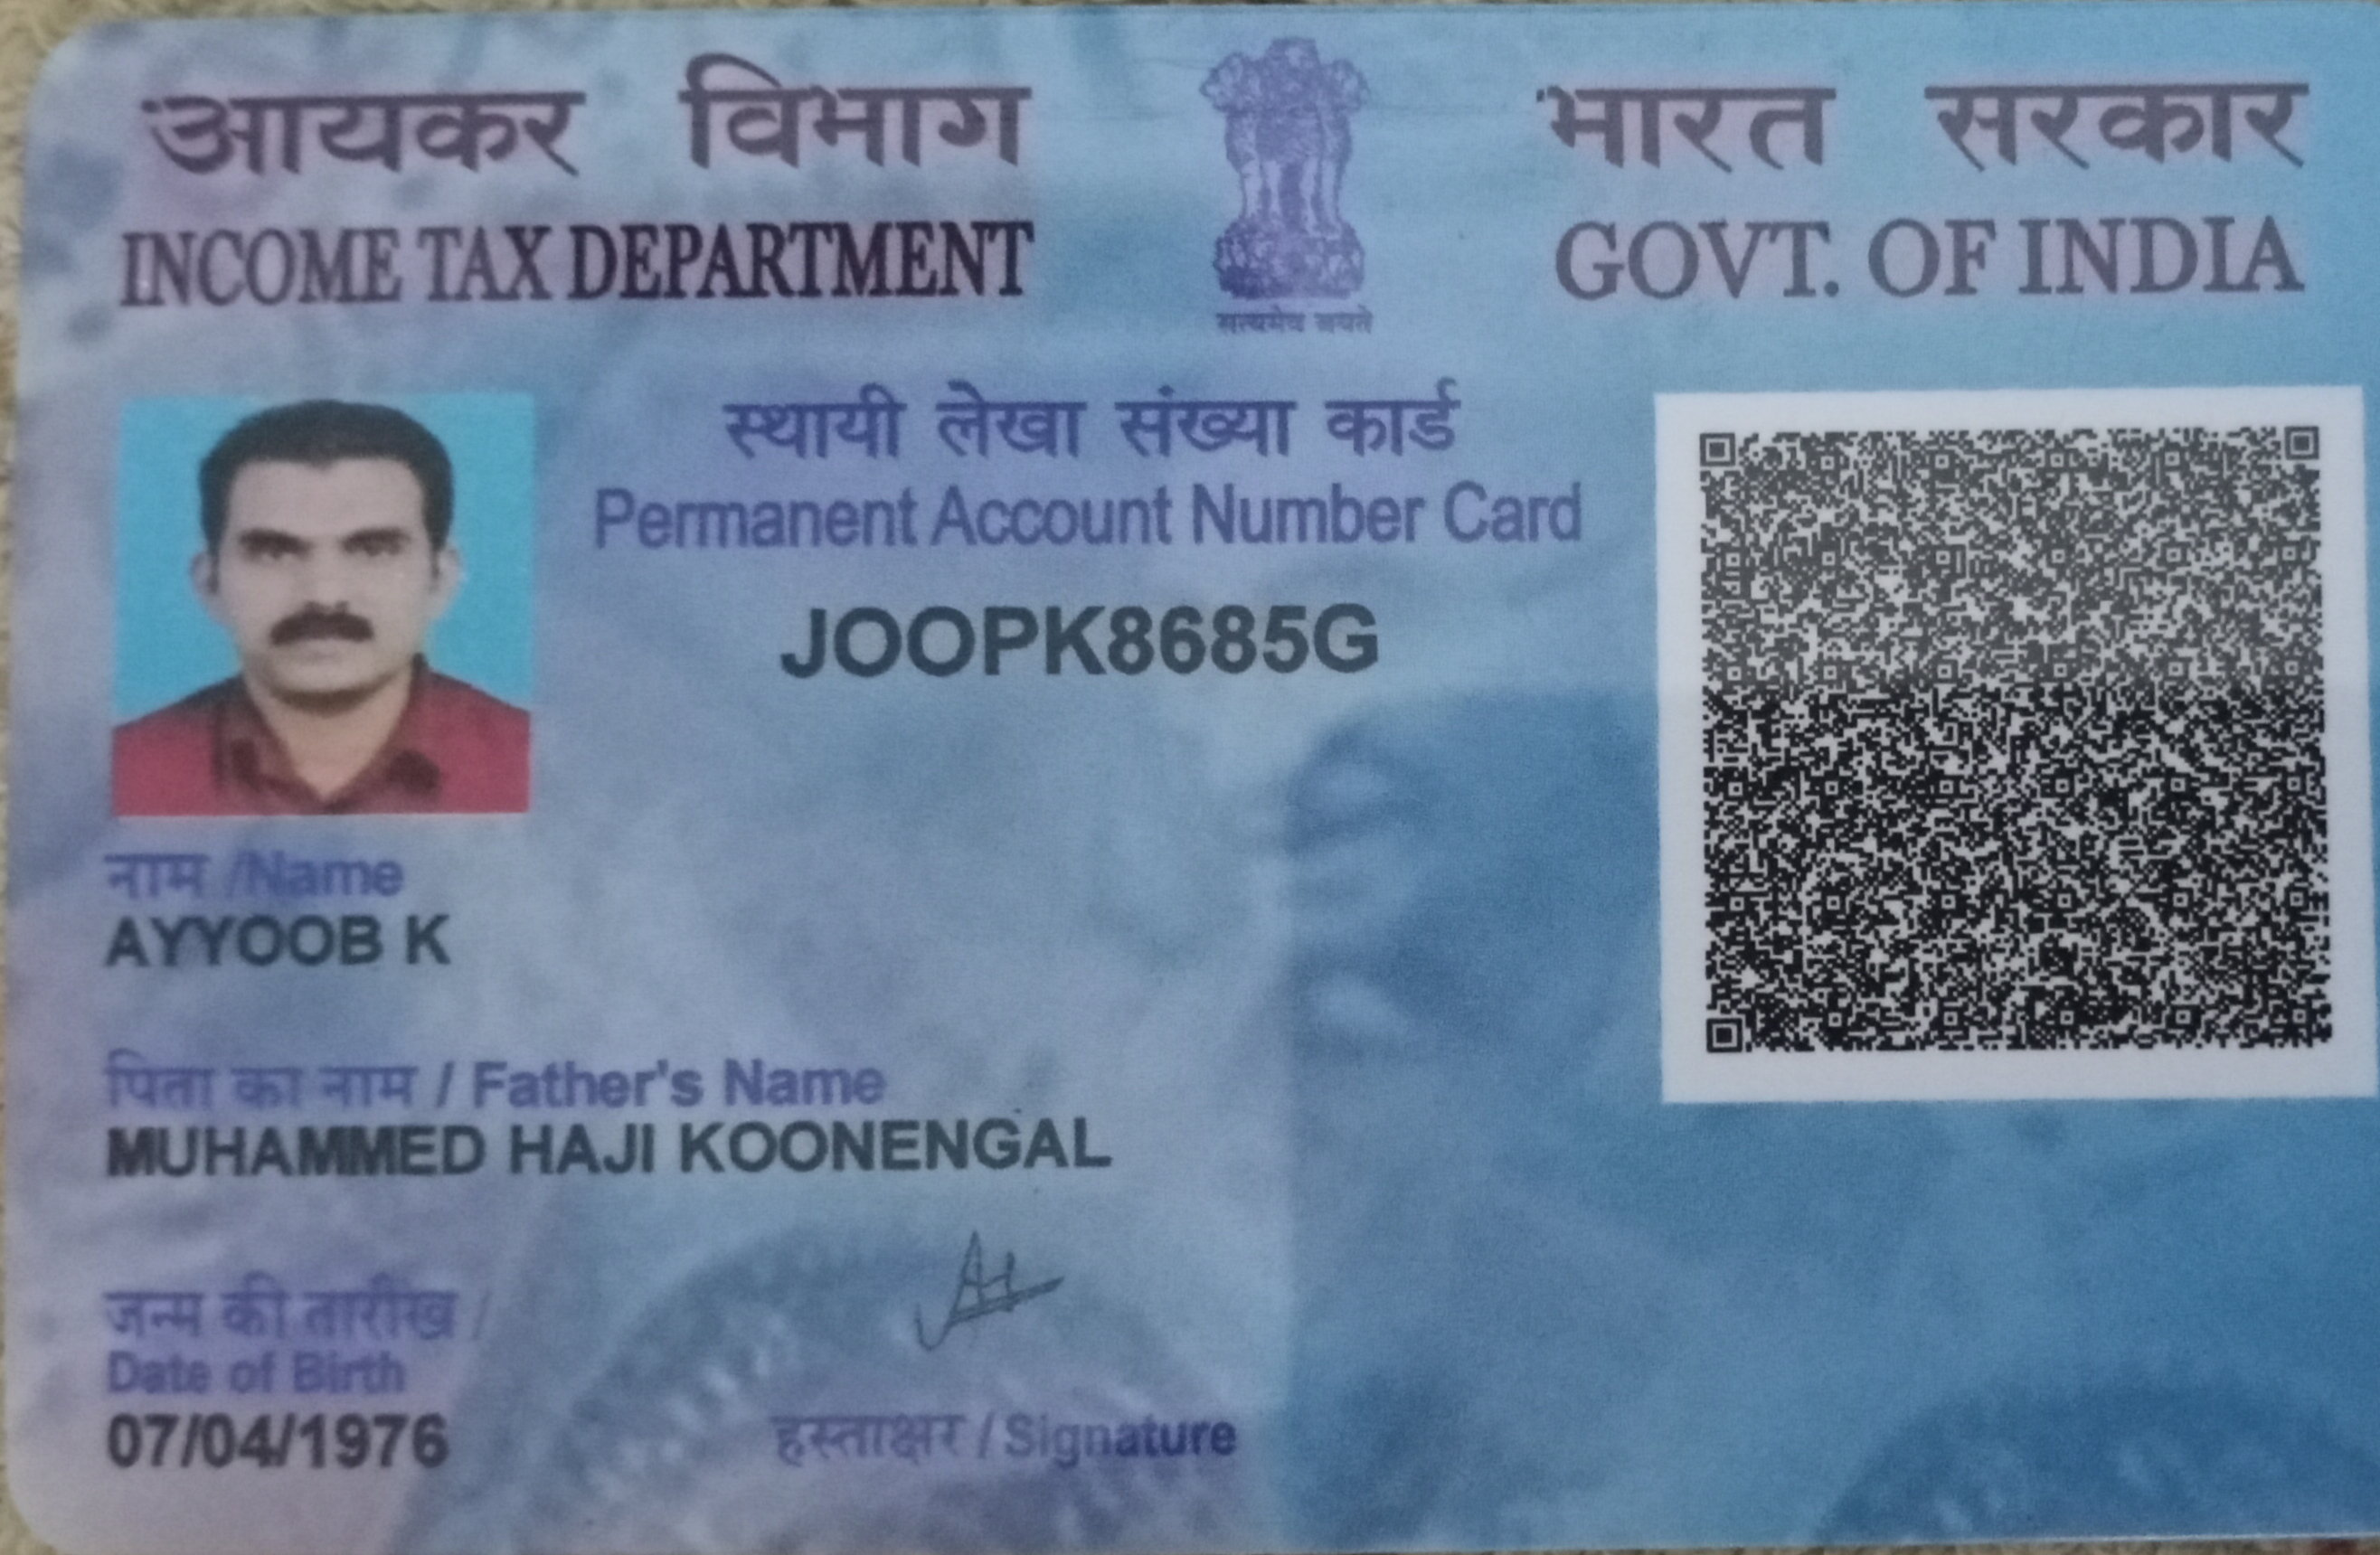 आयकर विभाग
INCOME TAX DEPARTMENT
सत्यमेव जयते
भारत सरकार
GOVT. OF INDIA
स्थायी लेखा संख्या कार्ड
Permanent Account Number Card
JOOPK8685G
नाम /Name
AYYOOB K
पिता का नाम / Father's Name
MUHAMMED HAJI KOONENGAL
जन्म की तारीख /
Date of Birth
07/04/1976
हस्ताक्षर / Signature